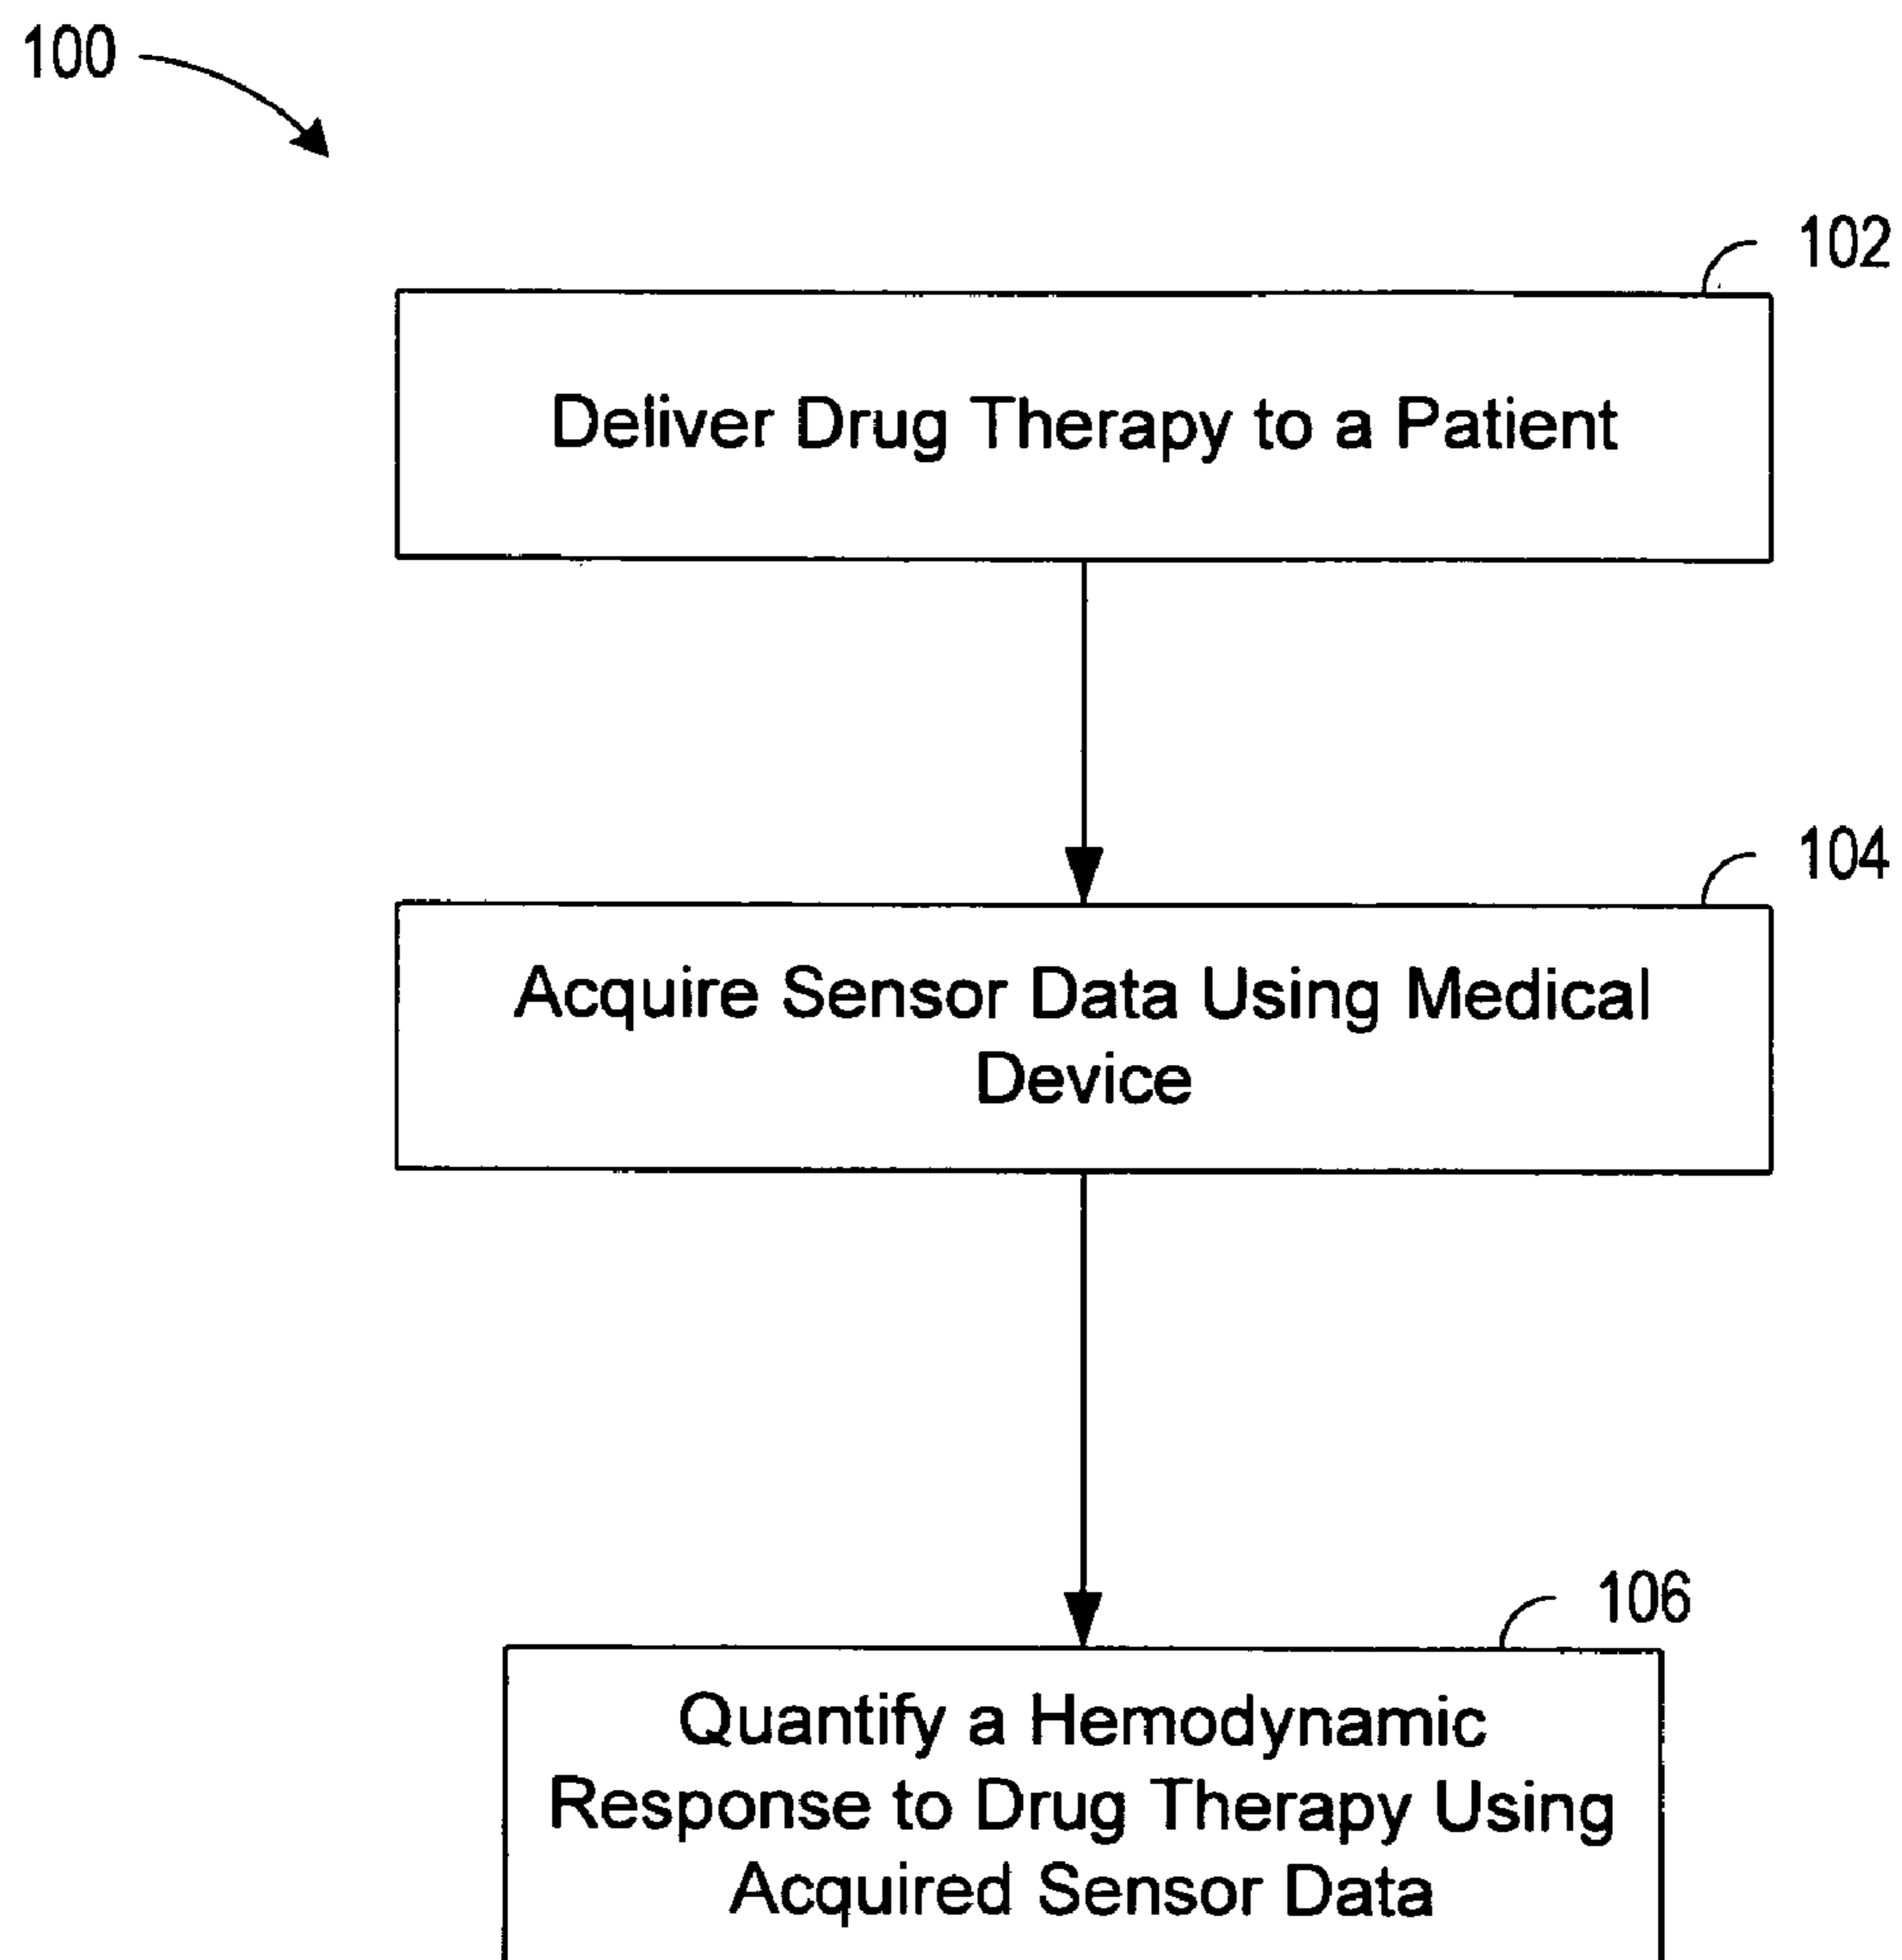 100
102
Deliver Drug Therapy to a Patient
104
Acquire Sensor Data Using Medical
Device
106
Quantify a Hemodynamic
Response to Drug Therapy Using
Acquired Sensor Data